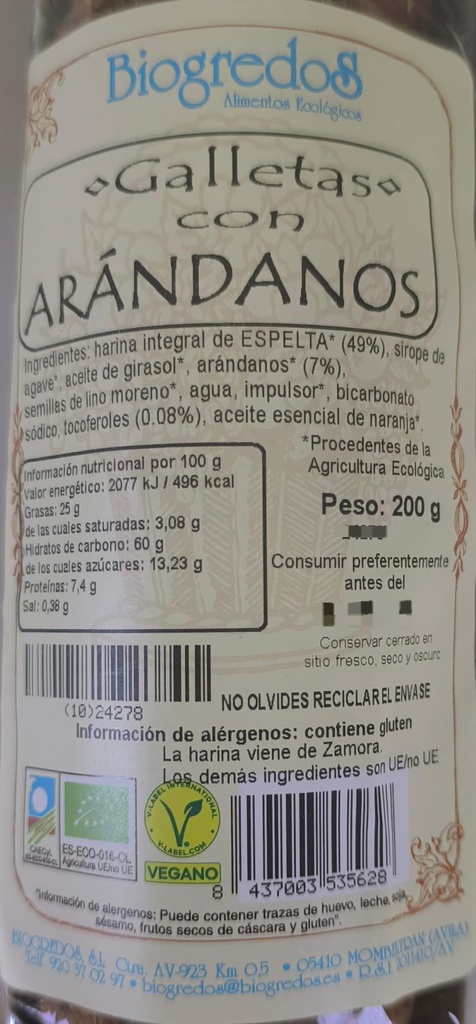 BiogredoS
Alimentos Ecológicos
Galletas
con
ARÁNDANOS
Ingredientes: harina integral de ESPELTA* (49%), sirope de
agave*, aceite de girasol*, arándanos* (7%),
semillas de lino moreno*, agua, impulsor*, bicarbonato
sódico, tocoferoles (0.08%), aceite esencial de naranja*.
*Procedentes de la
Agricultura Ecológica
Información nutricional por 100 g
Valor energético: 2077 kJ / 496 kcal
Grasas: 25 g
de las cuales saturadas: 3,08 g
Hidratos de carbono: 60 g
de los cuales azúcares: 13,23 g
Proteínas: 7,4 g
Sal: 0,38 g
Peso: 200 g
Consumir preferentemente
antes del
Conservar cerrado en
sitio fresco, seco y oscuro
(10)24278
NO OLVIDES RECICLAR EL ENVASE
Información de alérgenos: contiene gluten
La harina viene de Zamora.
Los demás ingredientes son UE/no UE
CAECyL
ES-ECO-016-CL
Agricultura UE/no UE
V-LABEL INTERNATIONAL
V-LABEL.COM
VEGANO
8 437003 535628
"Información de alergenos: Puede contener trazas de huevo, leche, soja,
sésamo, frutos secos de cáscara y gluten".
BIOGREDOS, S.L. Ctra. AV-923 Km 0,5 • 05410 MOMBELTRAN (AVILA)
Telf 920 37 02 97 • biogredos@biogredos.es • R.S.I